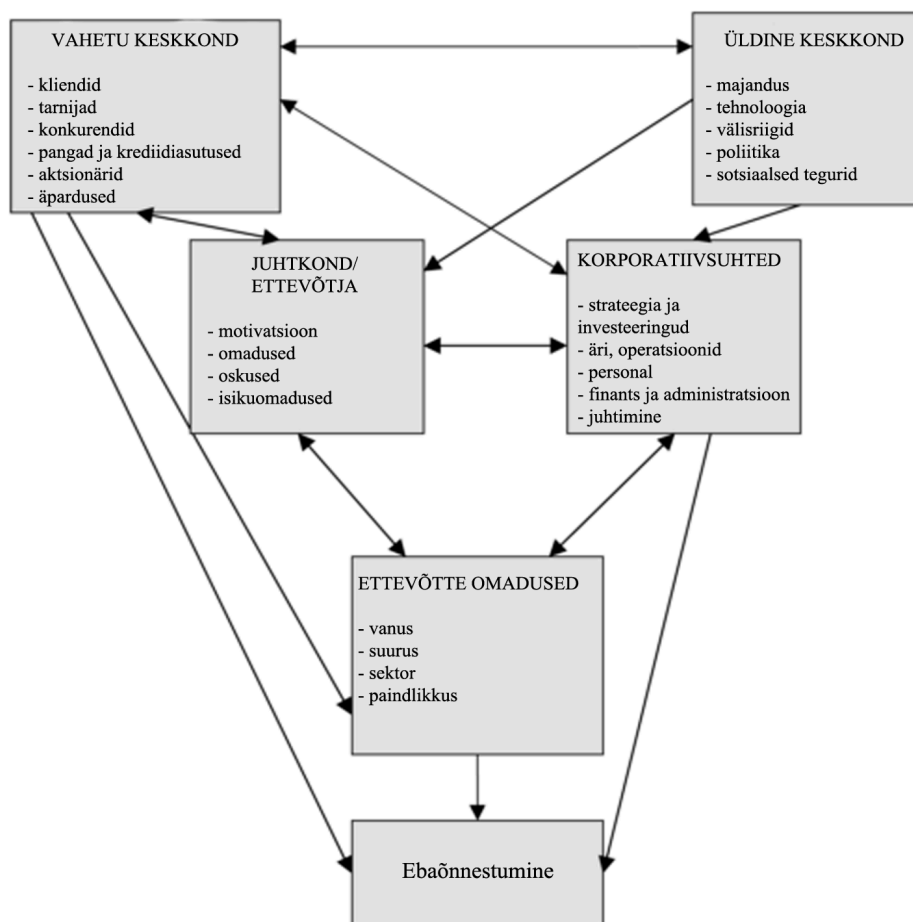 VAHETU KESKKOND
- kliendid
- tarnijad
- konkurendid
- pangad ja krediidiasutused
- aktsionärid
- äpardused
ÜLDINE KESKKOND
- majandus
- tehnoloogia
- välisriigid
- poliitika
- sotsiaalsed tegurid
JUHTKOND/
ETTEVÕTJA
- motivatsioon
- omadused
- oskused
- isikuomadused
KORPORATIIVSUHTED
- strateegia ja
investeeringud
- äri, operatsioonid
- personal
- finants ja administratsioon
- juhtimine
ETTEVÕTTE OMADUSED
- vanus
- suurus
- sektor
- paindlikkus
Ebaõnnestumine